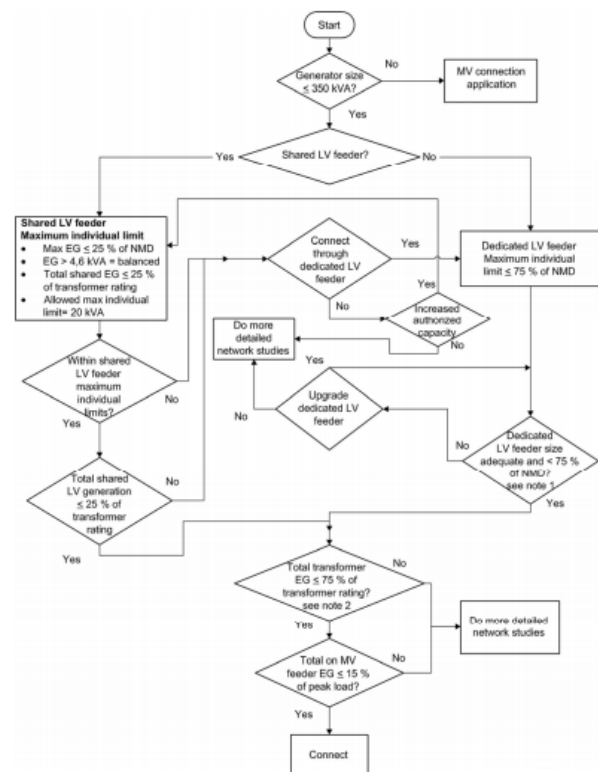 Start
Generator size
≤ 350 kVA?
No
MV connection
application
Yes
Shared LV feeder?
Yes
No
Shared LV feeder
Maximum individual limit
• Max EG ≤ 25 % of NMD
• EG > 4,6 kVA = balanced
• Total shared EG ≤ 25 %
of transformer rating
• Allowed max individual
limit= 20 kVA
Connect
through
dedicated LV
feeder
Yes
No
Dedicated LV feeder
Maximum individual
limit ≤ 75 % of NMD
Yes
Increased
authorized
capacity
No
Do more
detailed
network studies
Within shared
LV feeder
maximum
individual
limits?
No
Yes
Yes
Upgrade
dedicated LV
feeder
No
Dedicated
LV feeder size
adequate and < 75 %
of NMD?
see note 1
No
Yes
Total shared
LV generation
≤ 25 % of
transformer
rating
No
Yes
Total transformer
EG ≤ 75 % of
transformer rating?
see note 2
No
Yes
Do more detailed
network studies
Total on MV
feeder EG ≤ 15 %
of peak load?
No
Yes
Connect